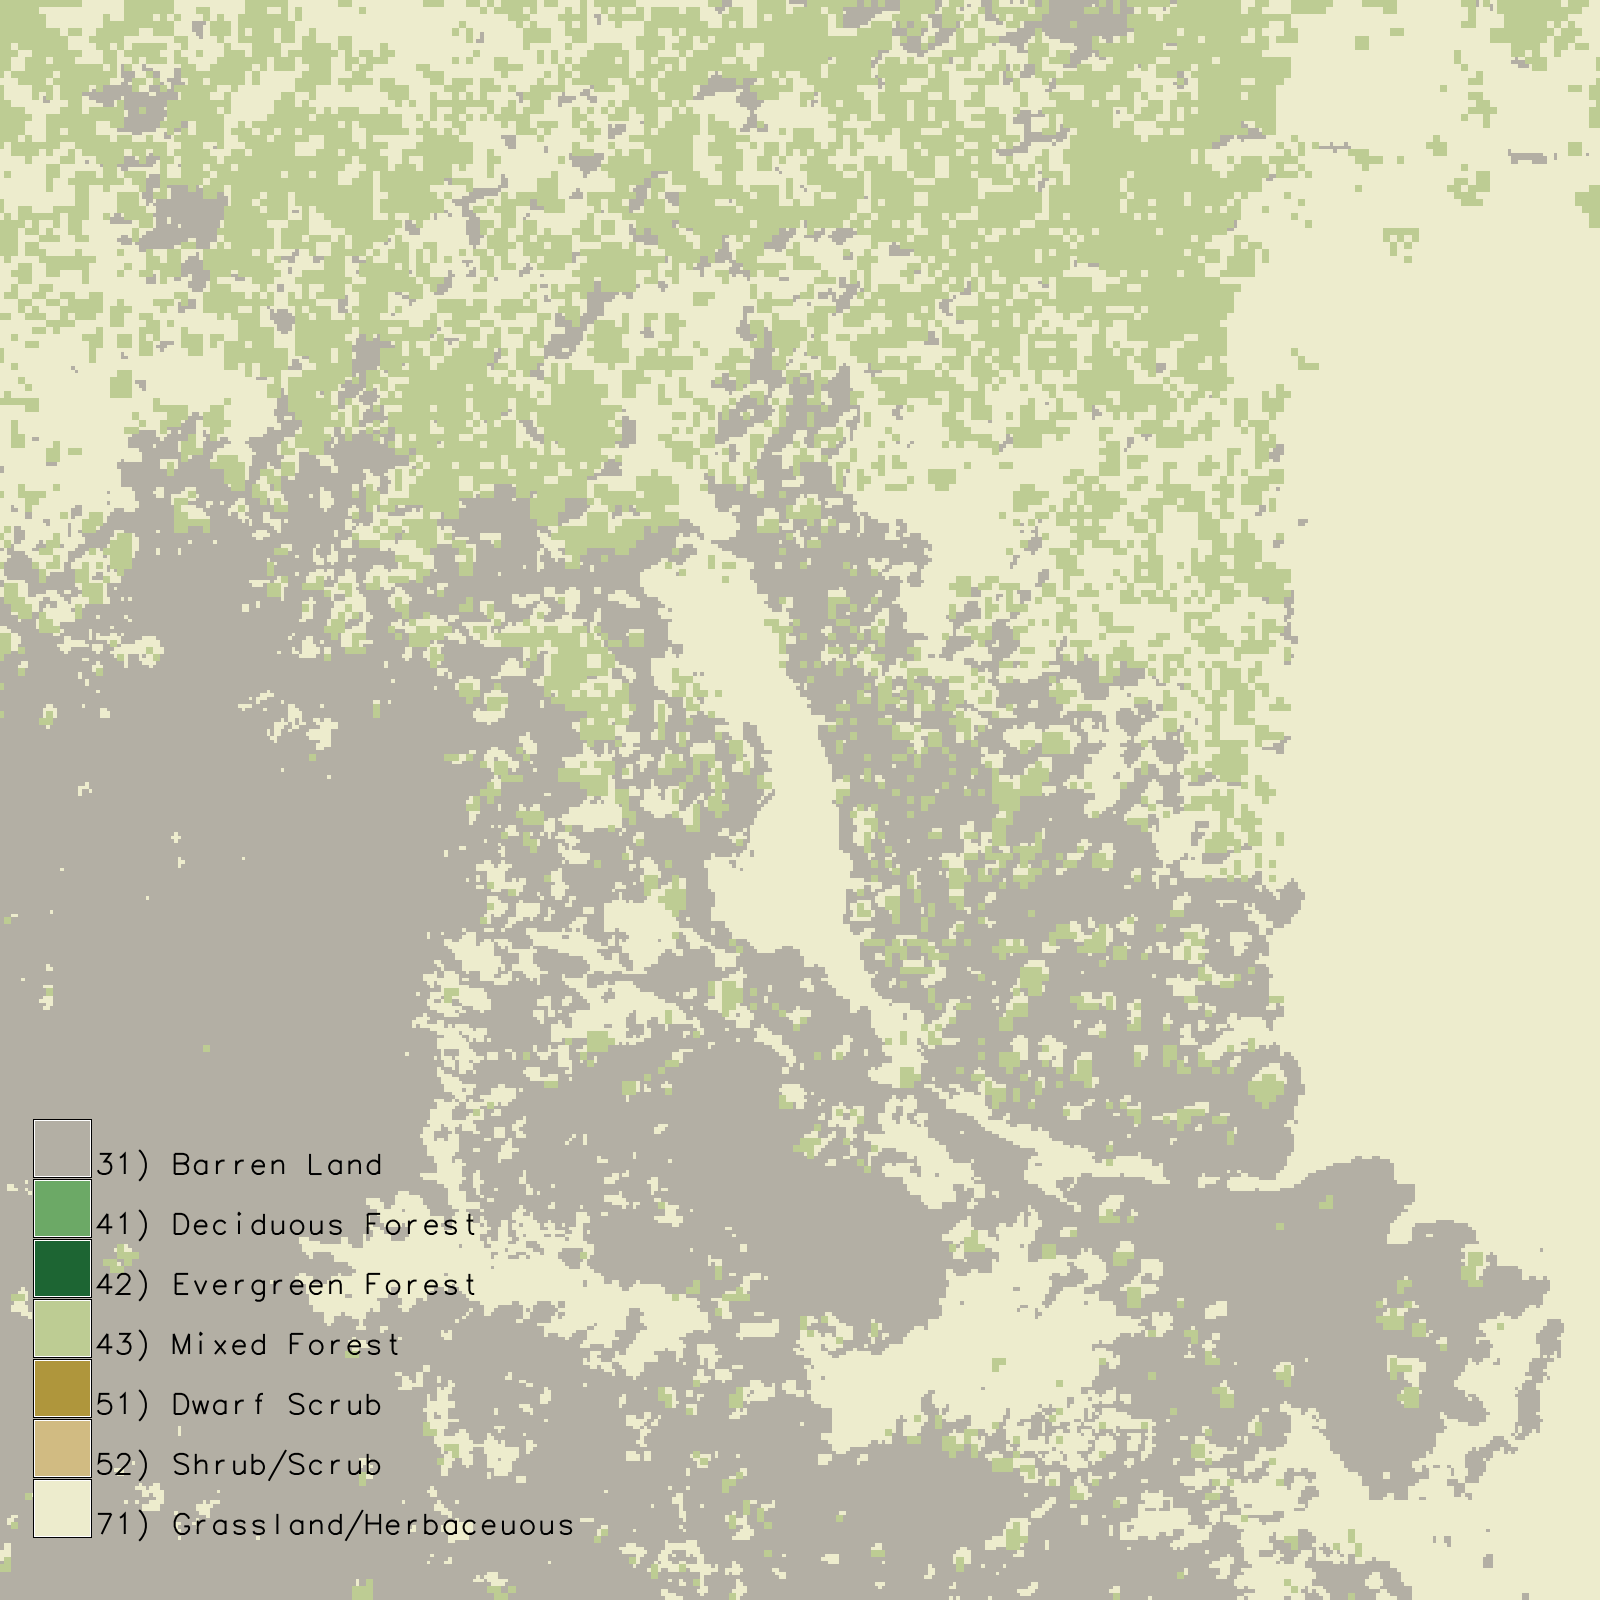 31) Barren Land
41) Deciduous Forest
42) Evergreen Forest
43) Mixed Forest
51) Dwarf Scrub
52) Shrub/Scrub
71) Grassland/Herbaceuous